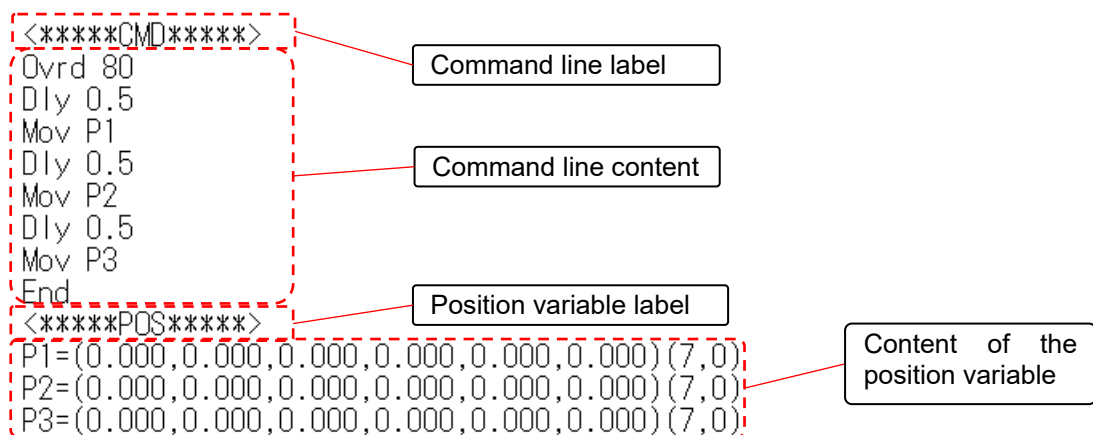 <*****CMD*****>
Command line label
Ovrd 80
Dly 0.5
Mov P1
Dly 0.5
Command line content
Mov P2
Dly 0.5
Mov P3
End
Position variable label
<*****POS*****>
P1=(0.000,0.000,0.000,0.000,0.000,0.000)(7,0)
P2=(0.000,0.000,0.000,0.000,0.000,0.000)(7,0)
P3=(0.000,0.000,0.000,0.000,0.000,0.000)(7,0)
Content of the
position variable